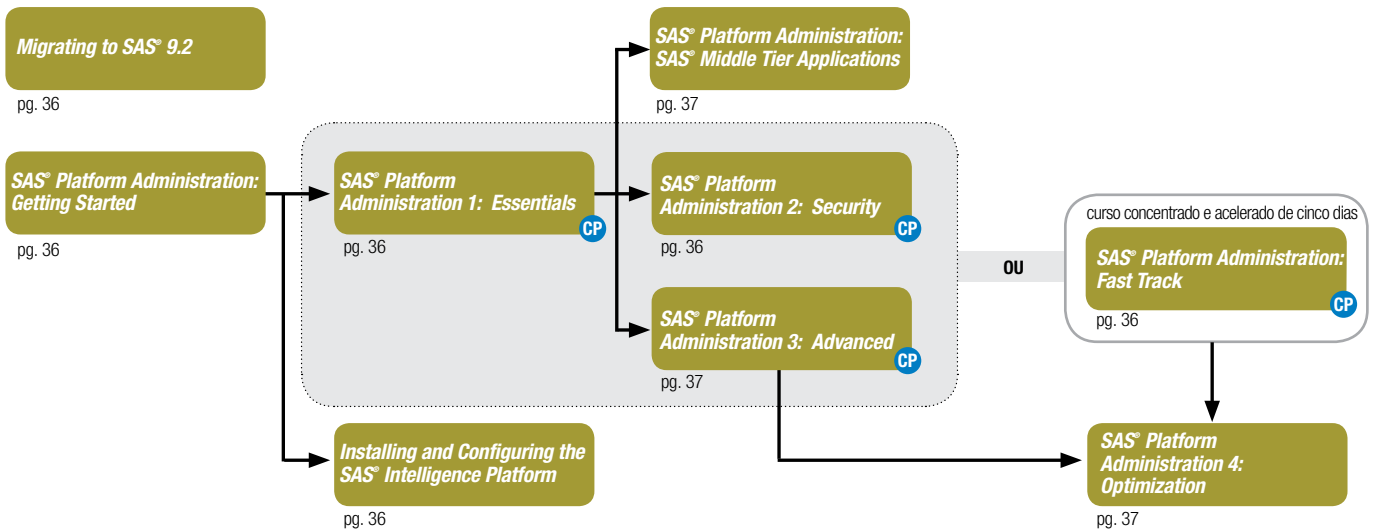 Migrating to SAS® 9.2
pg. 36
SAS® Platform Administration:
SAS® Middle Tier Applications
pg. 37
SAS® Platform Administration:
Getting Started
pg. 36
SAS® Platform
Administration 1: Essentials
CP
pg. 36
SAS® Platform
Administration 2: Security
CP
pg. 36
SAS® Platform
Administration 3: Advanced
CP
pg. 37
OU
curso concentrado e acelerado de cinco dias
SAS® Platform Administration:
Fast Track
CP
pg. 36
Installing and Configuring the
SAS® Intelligence Platform
pg. 36
SAS® Platform
Administration 4:
Optimization
pg. 37